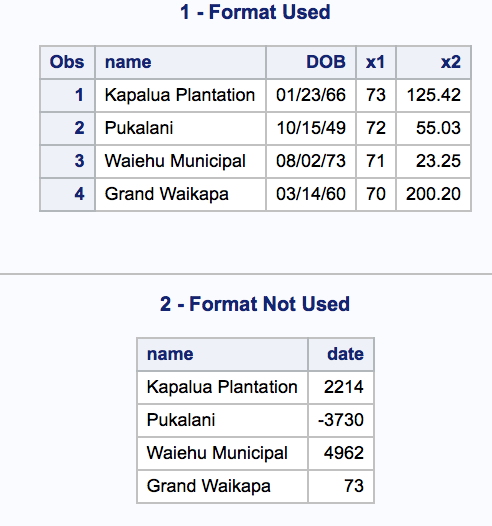 1 - Format Used
Obs name DOB x1 x2
1 Kapalua Plantation 01/23/66 73 125.42
2 Pukalani 10/15/49 72 55.03
3 Waiehu Municipal 08/02/73 71 23.25
4 Grand Waikapa 03/14/60 70 200.20
2 - Format Not Used
name date
Kapalua Plantation 2214
Pukalani -3730
Waiehu Municipal 4962
Grand Waikapa 73